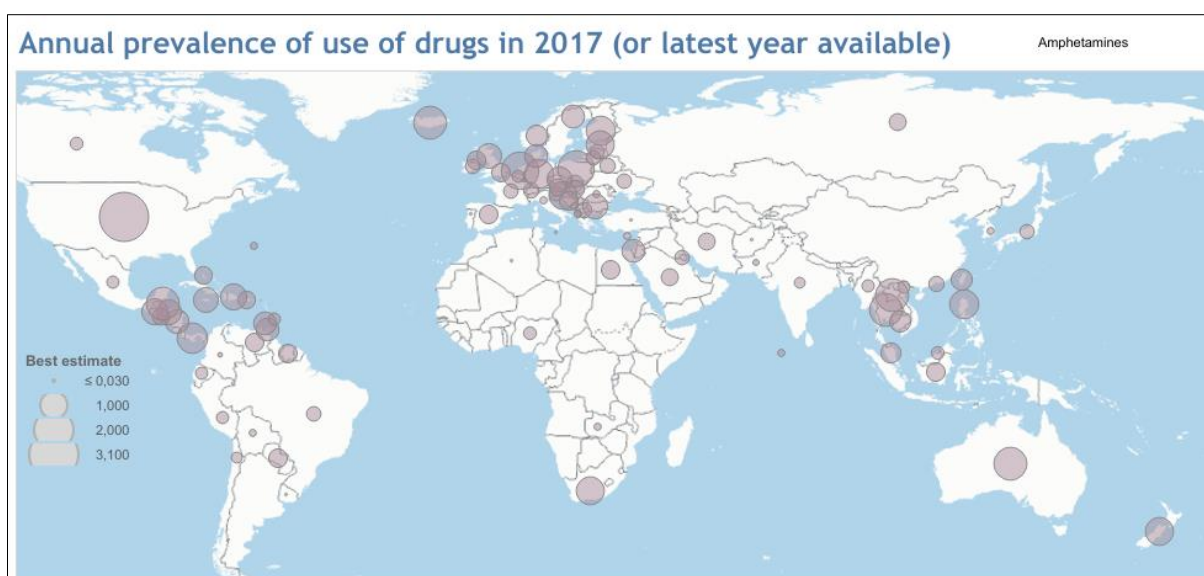 Annual prevalence of use of drugs in 2017 (or latest year available)
Amphetamines
Best estimate
≤ 0,030
1,000
2,000
3,100